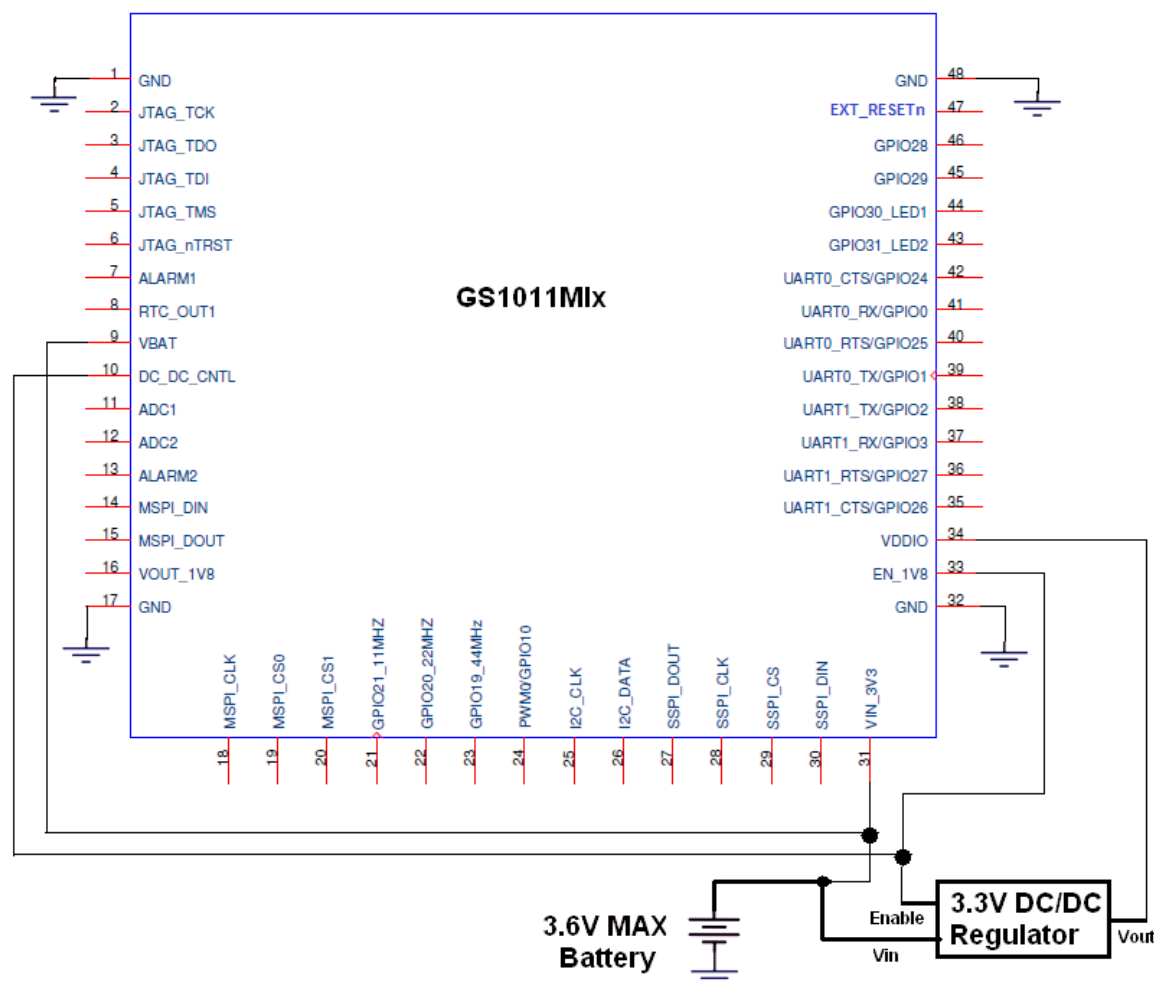 1 GND
2 JTAG_TCK
3 JTAG_TDO
4 JTAG_TDI
5 JTAG_TMS
6 JTAG_nTRST
7 ALARM1
8 RTC_OUT1
9 VBAT
10 DC_DC_CNTL
11 ADC1
12 ADC2
13 ALARM2
14 MSPI_DIN
15 MSPI_DOUT
16 VOUT_1V8
17 GND
GS1011MIx
GND 48
EXT_RESETn 47
GPIO28 46
GPIO29 45
GPIO30_LED1 44
GPIO31_LED2 43
UART0_CTS/GPIO24 42
UART0_RX/GPIO0 41
UART0_RTS/GPIO25 40
UART0_TX/GPIO1 39
UART1_TX/GPIO2 38
UART1_RX/GPIO3 37
UART1_RTS/GPIO27 36
UART1_CTS/GPIO26 35
VDDIO 34
EN_1V8 33
GND 32
MSPI_CLK 18
MSPI_CS0 19
MSPI_CS1 20
GPIO21_11MHZ 21
GPIO20_22MHZ 22
GPIO19_44MHz 23
PWM0/GPIO10 24
I2C_CLK 25
I2C_DATA 26
SSPI_DOUT 27
SSPI_CLK 28
SSPI_CS 29
SSPI_DIN 30
VIN_3V3 31
3.6V MAX
Battery
Enable
Vin
3.3V DC/DC
Regulator
Vout